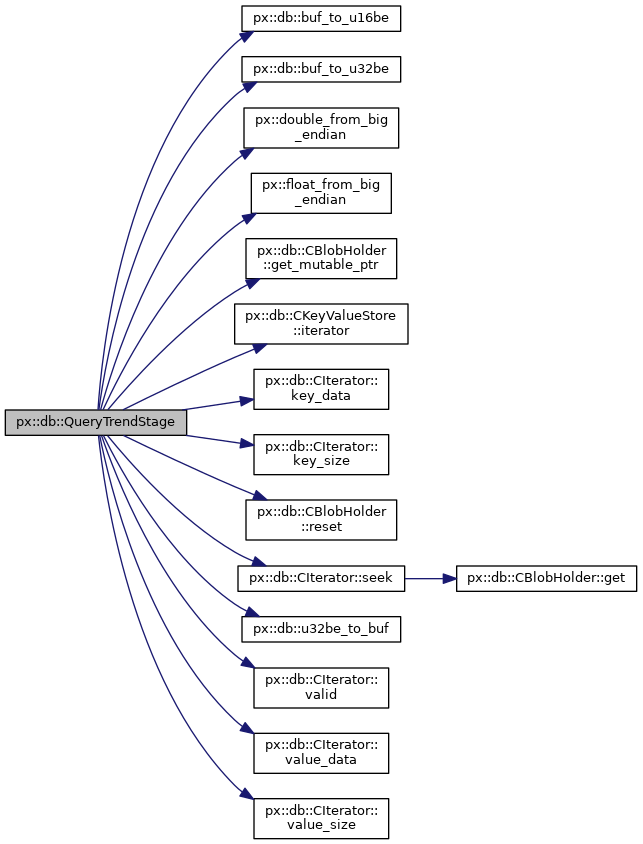 px::db::buf_to_u16be
px::db::buf_to_u32be
px::double_from_big
_endian
px::float_from_big
_endian
px::db::CBlobHolder
::get_mutable_ptr
px::db::CKeyValueStore
::iterator
px::db::CIterator::
key_data
px::db::QueryTrendStage
px::db::CIterator::
key_size
px::db::CBlobHolder
::reset
px::db::CIterator::seek
px::db::CBlobHolder::get
px::db::u32be_to_buf
px::db::CIterator::
valid
px::db::CIterator::
value_data
px::db::CIterator::
value_size